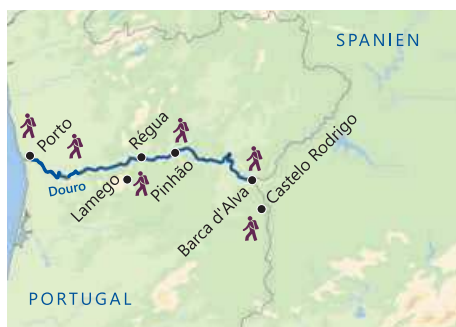 SPANIEN
Porto
Régua
Pinhão
Castelo Rodrigo
Douro
Lamego
Barca d'Alva
PORTUGAL